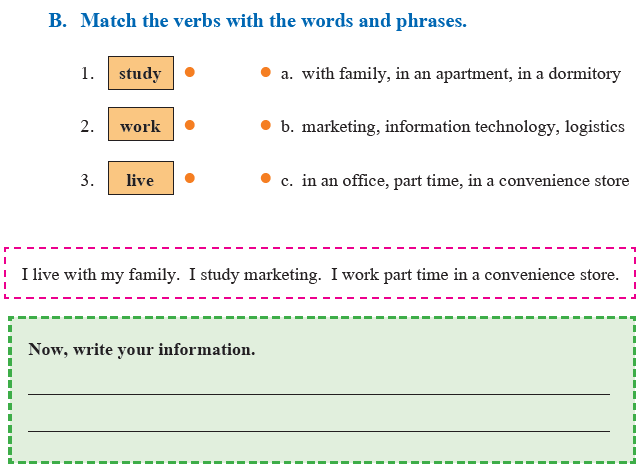 B. Match the verbs with the words and phrases.
1. study a. with family, in an apartment, in a dormitory
2. work b. marketing, information technology, logistics
3. live c. in an office, part time, in a convenience store
I live with my family. I study marketing. I work part time in a convenience store.
Now, write your information.